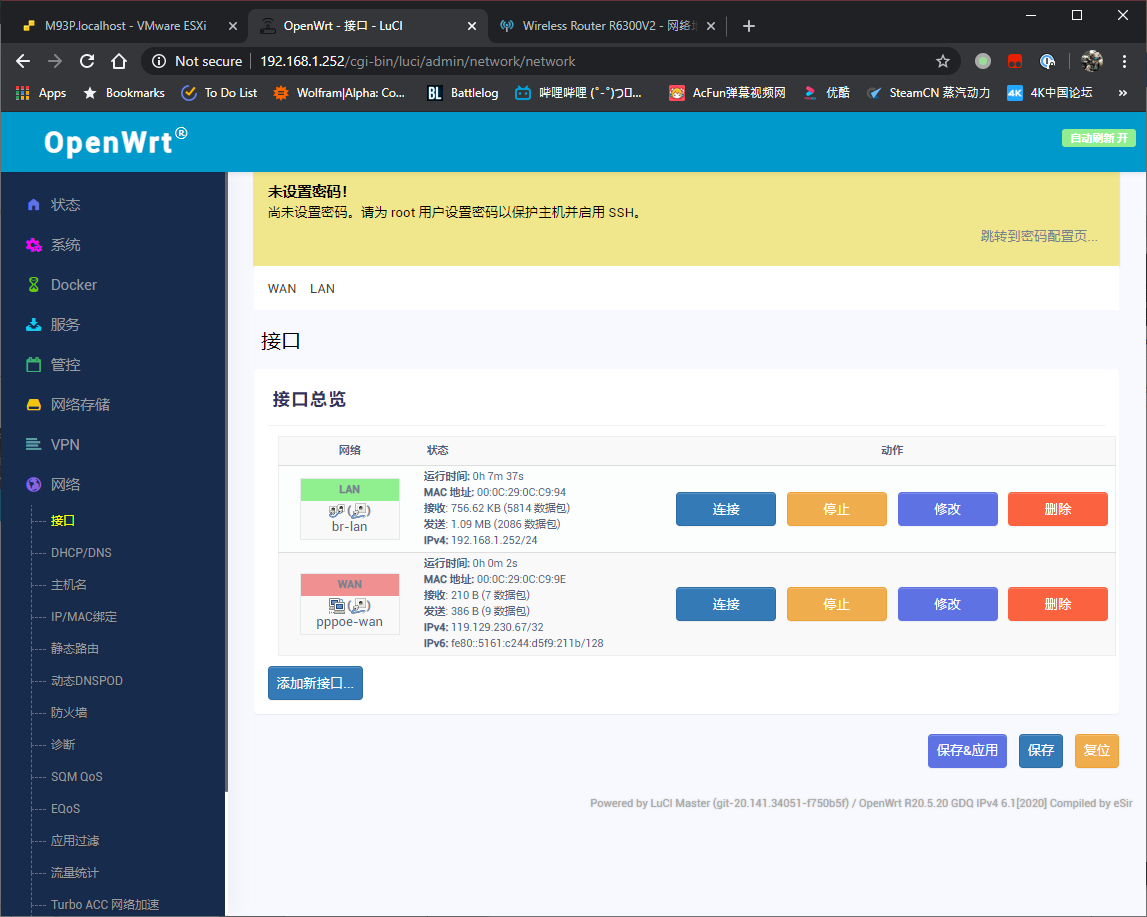 M93P.localhost - VMware ESXi
OpenWrt - 接口 - LuCI
Wireless Router R6300V2 - 网络
Not secure
192.168.1.252/cgi-bin/luci/admin/network/network
Apps
Bookmarks
To Do List
Wolfram|Alpha: Co...
BL
Battlelog
哔哩哔哩
AcFun弹幕视频网
优酷
SteamCN 蒸汽动力
4K
4K中国论坛
»
OpenWrt®
自动刷新 开
状态
系统
Docker
服务
管控
网络存储
VPN
网络
接口
DHCP/DNS
主机名
IP/MAC绑定
静态路由
动态DNSPOD
防火墙
诊断
SQM QoS
EQoS
应用过滤
流量统计
Turbo ACC 网络加速
未设置密码！
尚未设置密码。请为 root 用户设置密码以保护主机并启用 SSH。
跳转到密码配置页...
WAN LAN
接口
接口总览
网络 状态 动作
LAN
br-lan
运行时间: 0h 7m 37s
MAC 地址: 00:0C:29:0C:C9:94
接收: 756.62 KB (5814 数据包)
发送: 1.09 MB (2086 数据包)
IPv4: 192.168.1.252/24
连接 停止 修改 删除
WAN
pppoe-wan
运行时间: 0h 0m 2s
MAC 地址: 00:0C:29:0C:C9:9E
接收: 210 B (7 数据包)
发送: 386 B (9 数据包)
IPv4: 119.129.230.67/32
IPv6: fe80::5161:c244:d5f9:211b/128
连接 停止 修改 删除
添加新接口...
保存&应用 保存 复位
Powered by LuCI Master (git-20.141.34051-f750b5f) / OpenWrt R20.5.20 GDQ IPv4 6.1[2020] Compiled by eSir